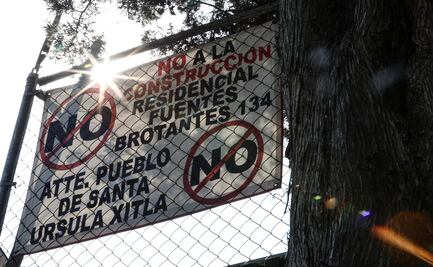 NO A LA
CONSTRUCCION
RESIDENCIAL
FUENTES
BROTANTES 134
NO
NO
ATTE. PUEBLO
DE SANTA
URSULA XITLA